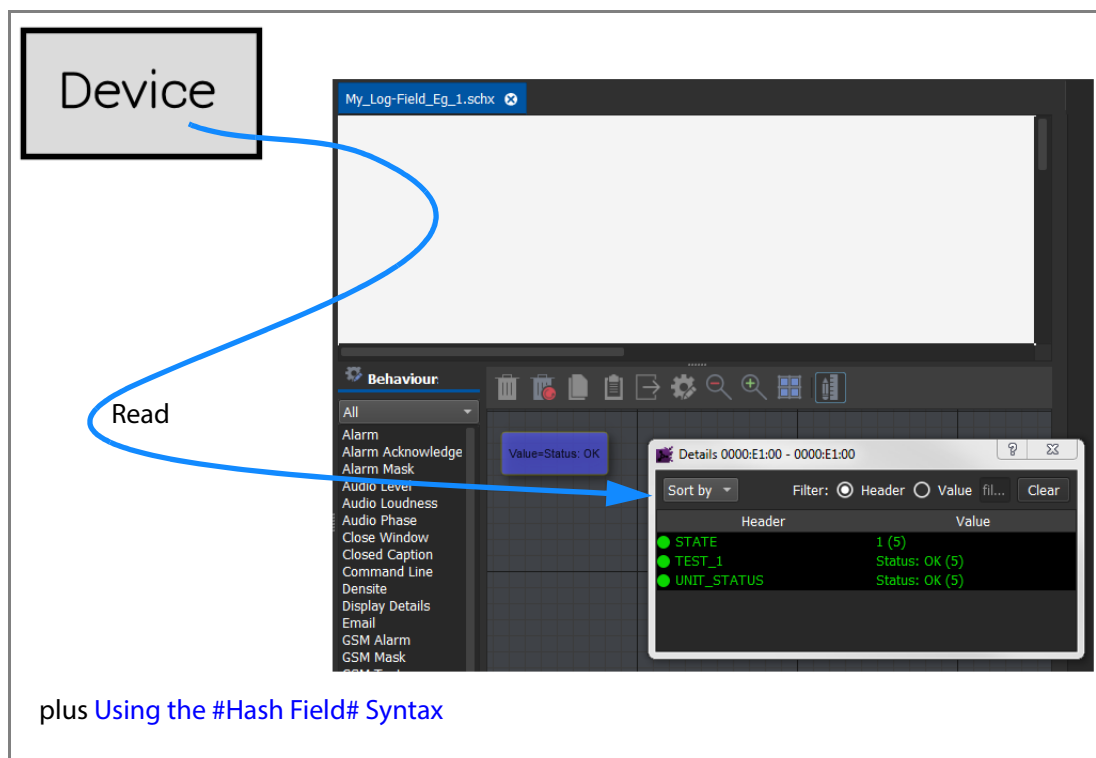 Device
My_Log-Field_Eg_1.schx
Behaviour
All
Alarm
Alarm Acknowledge
Alarm Mask
Audio Level
Audio Loudness
Audio Phase
Close Window
Closed Caption
Command Line
Densite
Display Details
Email
GSM Alarm
GSM Mask
Read
Value=Status: OK
Details 0000:E1:00 - 0000:E1:00
Sort by Filter: Header Value fil... Clear
Header Value
STATE 1 (5)
TEST_1 Status: OK (5)
UNIT_STATUS Status: OK (5)
plus Using the #Hash Field# Syntax